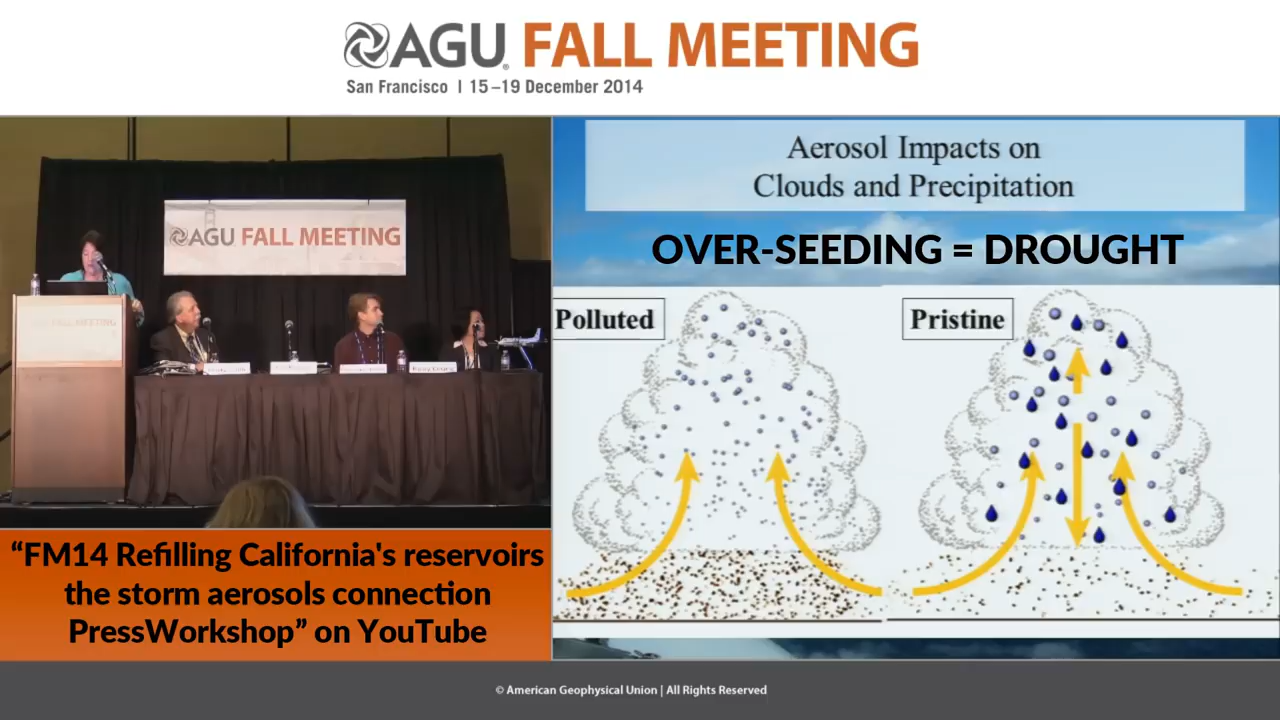 AGU FALL MEETING
San Francisco | 15–19 December 2014
AGU FALL MEETING
FALL MEETING
Aerosol Impacts on
Clouds and Precipitation
OVER-SEEDING = DROUGHT
Polluted
Pristine
“FM14 Refilling California's reservoirs
the storm aerosols connection
PressWorkshop” on YouTube
© American Geophysical Union | All Rights Reserved